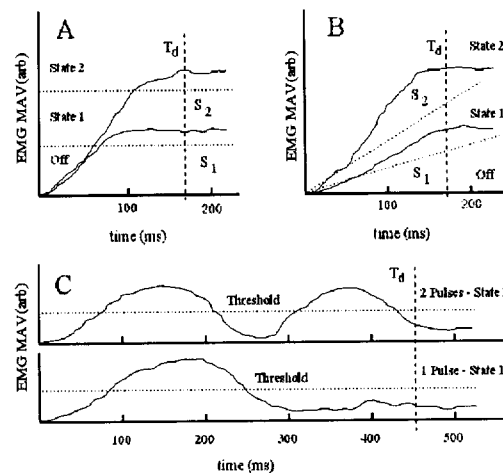 A
T_d
State 2
S_2
State 1
Off
S_1
EMG MAV(arb)
100
200
time (ms)
B
T_d
State 2
S_2
State 1
S_1
Off
EMG MAV(arb)
100
200
time (ms)
C
T_d
Threshold
2 Pulses - State
EMG MAV(arb)
Threshold
1 Pulse - State 1
100
200
300
400
500
time (ms)